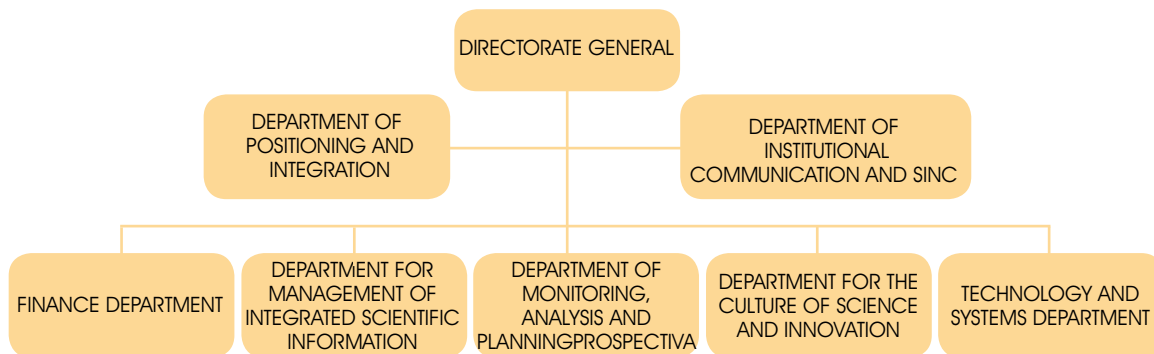 DIRECTORATE GENERAL
DEPARTMENT OF
POSITIONING AND
INTEGRATION
DEPARTMENT OF
INSTITUTIONAL
COMMUNICATION AND SINC
FINANCE DEPARTMENT
DEPARTMENT FOR
MANAGEMENT OF
INTEGRATED SCIENTIFIC
INFORMATION
DEPARTMENT OF
MONITORING,
ANALYSIS AND
PLANNINGPROSPECTIVA
DEPARTMENT FOR THE
CULTURE OF SCIENCE
AND INNOVATION
TECHNOLOGY AND
SYSTEMS DEPARTMENT